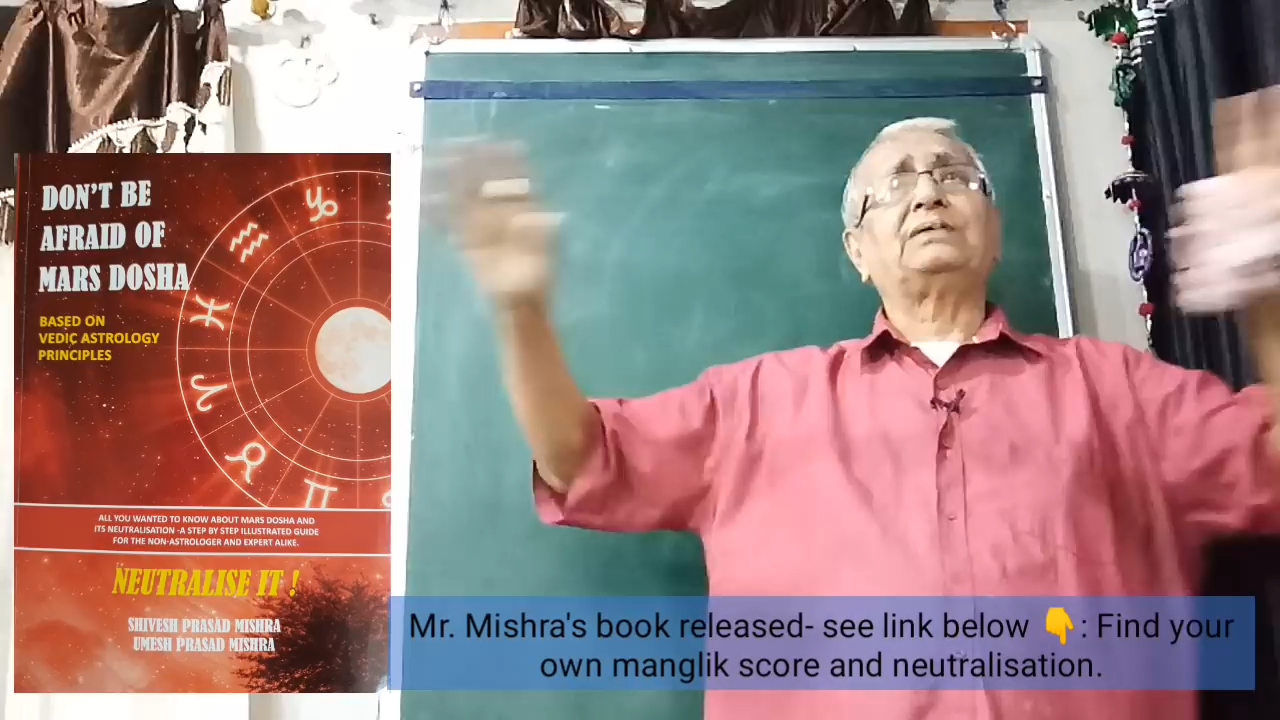 DON'T BE
AFRAID OF
MARS DOSHA
BASED ON
VEDIC ASTROLOGY
PRINCIPLES
ALL YOU WANTED TO KNOW ABOUT MARS DOSHA AND
ITS NEUTRALISATION -A STEP BY STEP ILLUSTRATED GUIDE
FOR THE NON-ASTROLOGER AND EXPERT ALIKE.
NEUTRALISE IT !
SHIVESH PRASAD MISHRA
UMESH PRASAD MISHRA
Mr. Mishra's book released- see link below 👇: Find your
own manglik score and neutralisation.